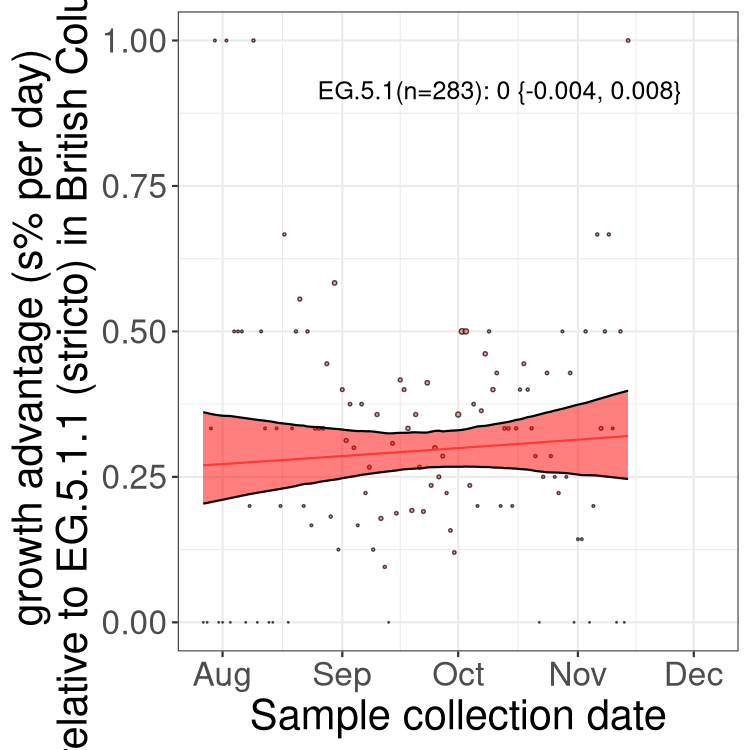 growth advantage (s% per day)
relative to EG.5.1.1 (stricto) in British
1.00
0.75
0.50
0.25
0.00
EG.5.1(n=283): 0 {-0.004, 0.008}
Aug Sep Oct Nov Dec
Sample collection date